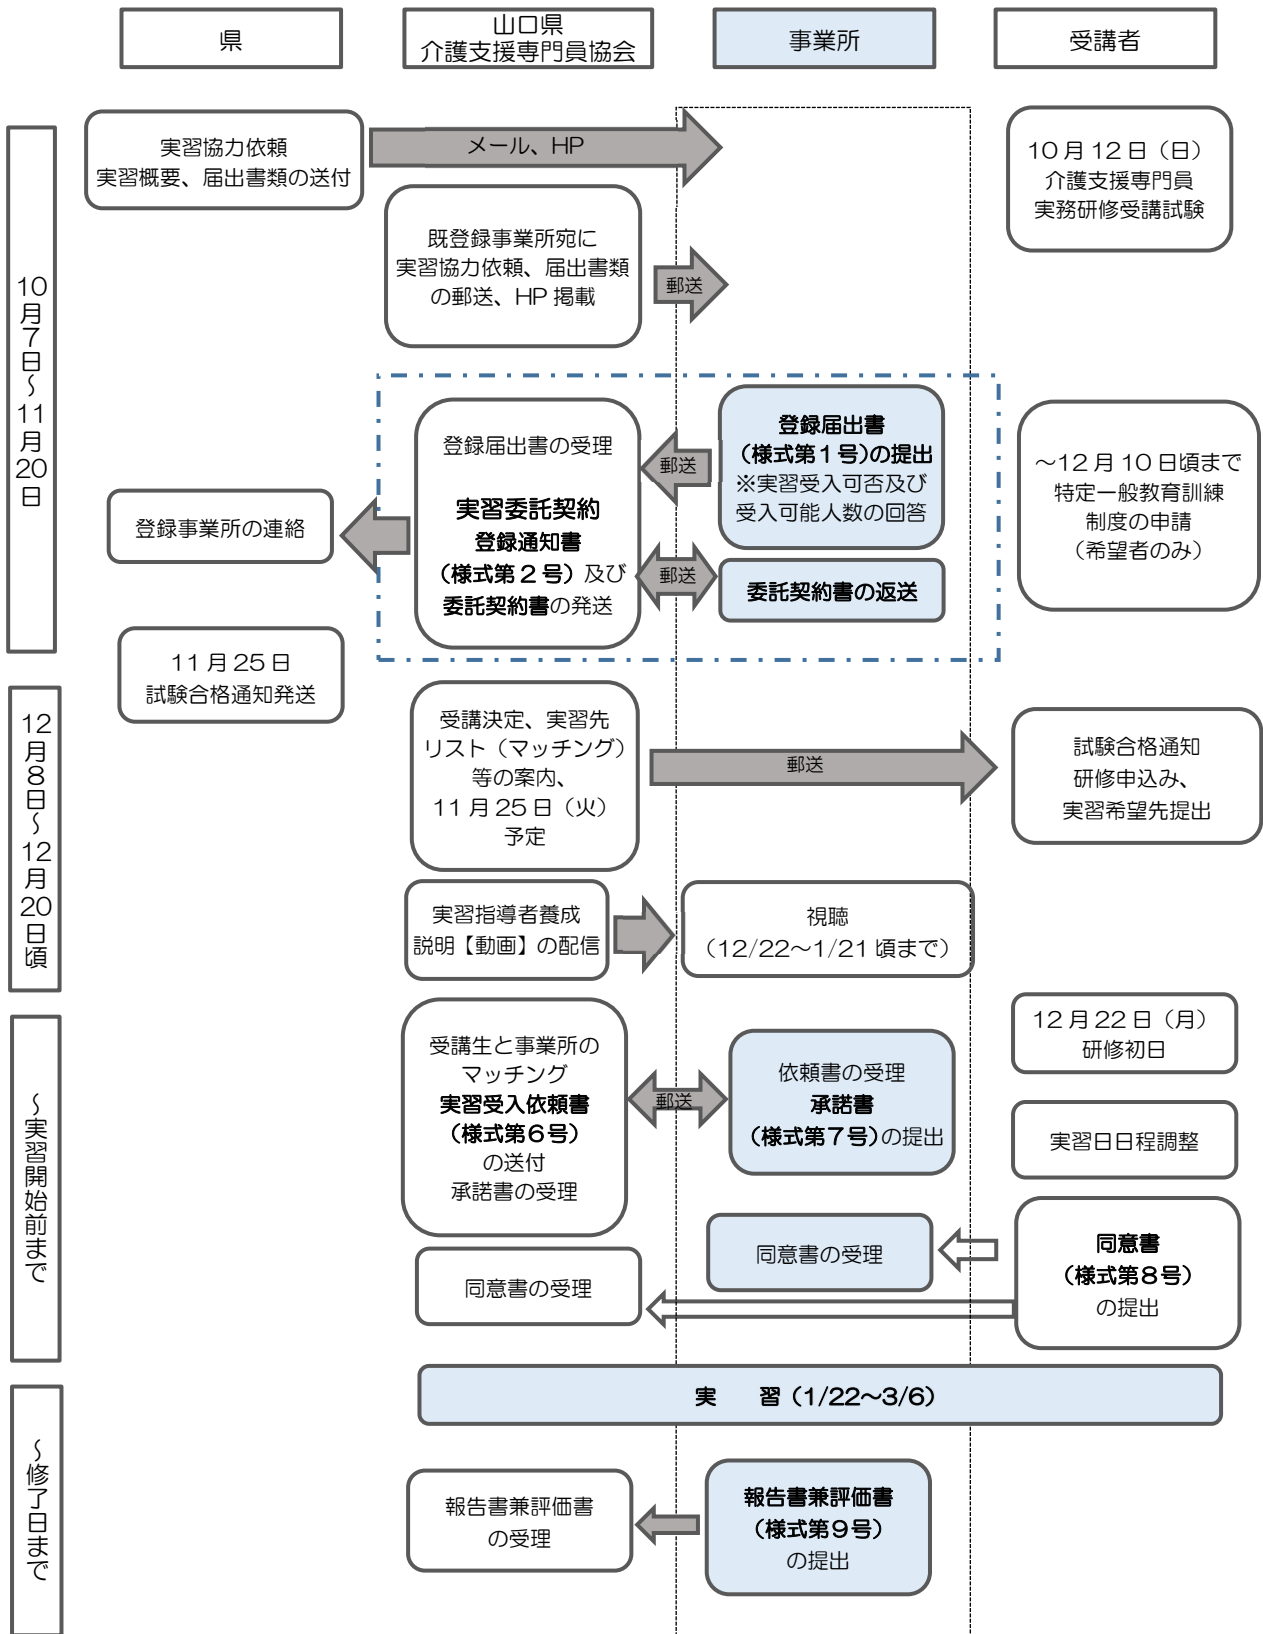 県
山口県
介護支援専門員協会
事業所
受講者
10月7日～11月20日
実習協力依頼
実習概要、届出書類の送付
メール、HP
10月12日（日）
介護支援専門員
実務研修受講試験
既登録事業所宛に
実習協力依頼、届出書類
の郵送、HP掲載
郵送
登録届出書の受理
実習委託契約
登録通知書
（様式第２号）及び
委託契約書の発送
郵送
登録届出書
（様式第１号）の提出
※実習受入可否及び
受入可能人数の回答
郵送
委託契約書の返送
登録事業所の連絡
～12月10日頃まで
特定一般教育訓練
制度の申請
（希望者のみ）
11月25日
試験合格通知発送
12月8日～12月20日頃
受講決定、実習先
リスト（マッチング）
等の案内、
11月25日（火）
予定
郵送
試験合格通知
研修申込み、
実習希望先提出
実習指導者養成
説明【動画】の配信
視聴
（12/22～1/21頃まで）
～実習開始前まで
受講生と事業所の
マッチング
実習受入依頼書
（様式第６号）
の送付
承諾書の受理
郵送
依頼書の受理
承諾書
（様式第７号）の提出
12月22日（月）
研修初日
実習日日程調整
同意書の受理
同意書の受理
同意書
（様式第８号）
の提出
実　習（1/22～3/6）
～修了日まで
報告書兼評価書
の受理
報告書兼評価書
（様式第９号）
の提出